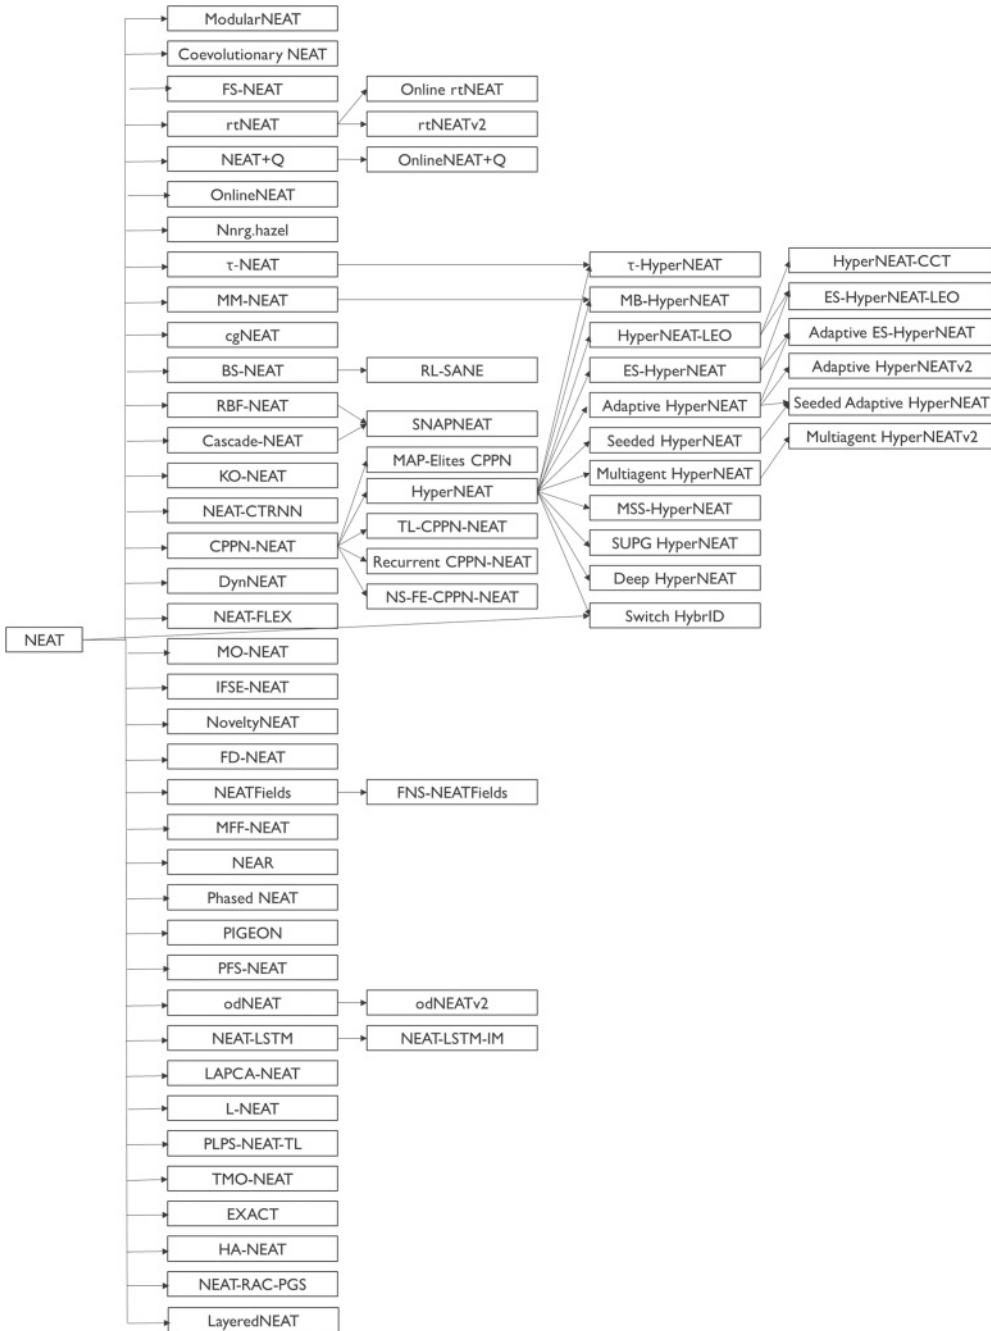 ModularNEAT
Coevolutionary NEAT
FS-NEAT
Online rtNEAT
rtNEAT
rtNEATv2
NEAT+Q
OnlineNEAT+Q
OnlineNEAT
Nnrg.hazel
τ-NEAT
τ-HyperNEAT
HyperNEAT-CCT
MM-NEAT
MB-HyperNEAT
ES-HyperNEAT-LEO
cgNEAT
HyperNEAT-LEO
Adaptive ES-HyperNEAT
BS-NEAT
RL-SANE
ES-HyperNEAT
Adaptive HyperNEATv2
RBF-NEAT
SNAPNEAT
Adaptive HyperNEAT
Seeded Adaptive HyperNEAT
Cascade-NEAT
MAP-Elites CPPN
Seeded HyperNEAT
Multiagent HyperNEATv2
KO-NEAT
HyperNEAT
Multiagent HyperNEAT
NEAT-CTRNN
TL-CPPN-NEAT
MSS-HyperNEAT
CPPN-NEAT
Recurrent CPPN-NEAT
SUPG HyperNEAT
DynNEAT
NS-FE-CPPN-NEAT
Deep HyperNEAT
NEAT-FLEX
Switch HybrID
NEAT
MO-NEAT
IFSE-NEAT
NoveltyNEAT
FD-NEAT
NEATFields
FNS-NEATFields
MFF-NEAT
NEAR
Phased NEAT
PIGEON
PFS-NEAT
odNEAT
odNEATv2
NEAT-LSTM
NEAT-LSTM-IM
LAPCA-NEAT
L-NEAT
PLPS-NEAT-TL
TMO-NEAT
EXACT
HA-NEAT
NEAT-RAC-PGS
LayeredNEAT